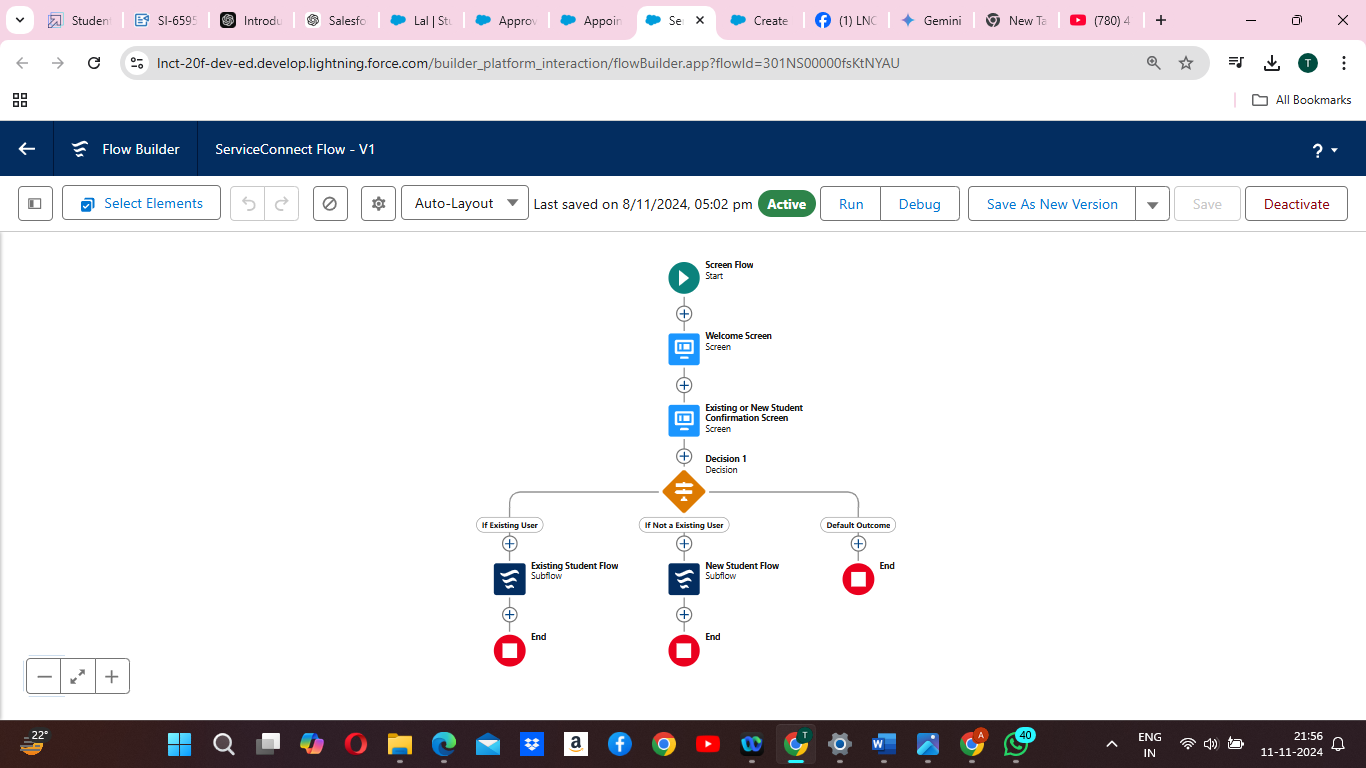 Student
SI-6595
Introdu
Salesfo
Lal | Stu
Approv
Appoin
Se
Create
(1) LNC
Gemini
New Ta
(780) 4
lnct-20f-dev-ed.develop.lightning.force.com/builder_platform_interaction/flowBuilder.app?flowId=301NS00000fsKtNYAU
T
All Bookmarks
Flow Builder
ServiceConnect Flow - V1
?
Select Elements
Auto-Layout
Last saved on 8/11/2024, 05:02 pm
Active
Run
Debug
Save As New Version
Save
Deactivate
Screen Flow
Start
Welcome Screen
Screen
Existing or New Student
Confirmation Screen
Screen
Decision 1
Decision
If Existing User
If Not a Existing User
Default Outcome
Existing Student Flow
Subflow
New Student Flow
Subflow
End
End
End
22°
T
A
40
ENG
IN
21:56
11-11-2024